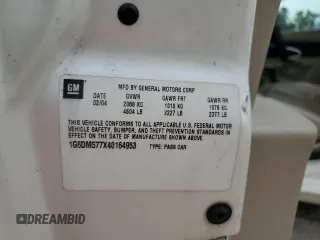 GM
MFD BY GENERAL MOTORS CORP
DATE GVWR GAWR FRT GAWR RR
02/04 2088 KG 1010 KG 1078 KG
4604 LB 2227 LB 2377 LB
THIS VEHICLE CONFORMS TO ALL APPLICABLE U.S. FEDERAL MOTOR
VEHICLE SAFETY, BUMPER, AND THEFT PREVENTION STANDARDS IN
EFFECT ON THE DATE OF MANUFACTURE SHOWN ABOVE.
1G6DM577X40164953 TYPE: PASS CAR
DREAMBID